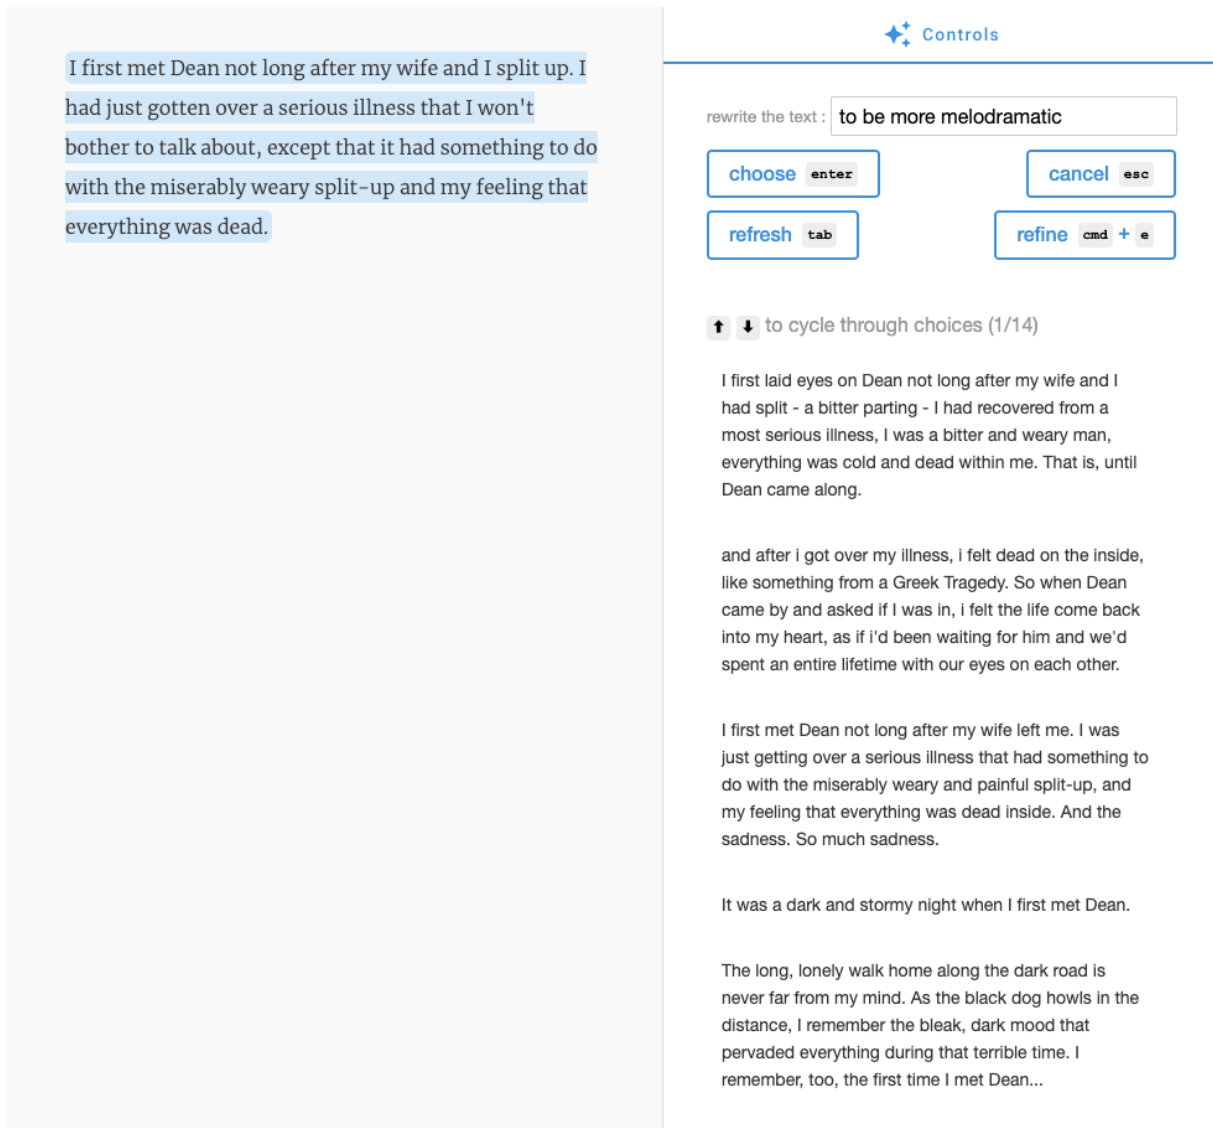 I first met Dean not long after my wife and I split up. I
had just gotten over a serious illness that I won't
bother to talk about, except that it had something to do
with the miserably weary split-up and my feeling that
everything was dead.
Controls
rewrite the text : to be more melodramatic
choose enter
cancel esc
refresh tab
refine cmd + e
⬆ ⬇ to cycle through choices (1/14)
I first laid eyes on Dean not long after my wife and I
had split - a bitter parting - I had recovered from a
most serious illness, I was a bitter and weary man,
everything was cold and dead within me. That is, until
Dean came along.
and after i got over my illness, i felt dead on the inside,
like something from a Greek Tragedy. So when Dean
came by and asked if I was in, i felt the life come back
into my heart, as if i'd been waiting for him and we'd
spent an entire lifetime with our eyes on each other.
I first met Dean not long after my wife left me. I was
just getting over a serious illness that had something to
do with the miserably weary and painful split-up, and
my feeling that everything was dead inside. And the
sadness. So much sadness.
It was a dark and stormy night when I first met Dean.
The long, lonely walk home along the dark road is
never far from my mind. As the black dog howls in the
distance, I remember the bleak, dark mood that
pervaded everything during that terrible time. I
remember, too, the first time I met Dean...